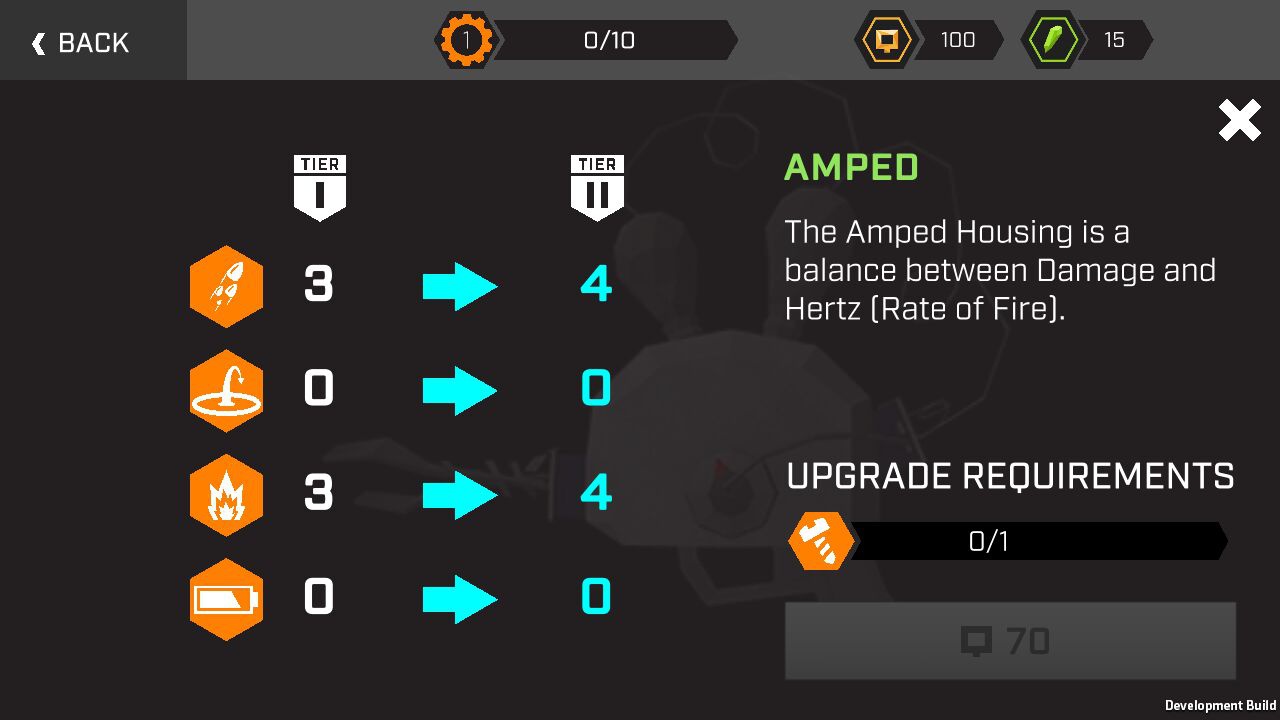 BACK
1
0/10
100
15
TIER
I
TIER
II
AMPED
The Amped Housing is a
balance between Damage and
Hertz (Rate of Fire).
3
4
0
0
3
4
0
0
UPGRADE REQUIREMENTS
0/1
70
Development Build